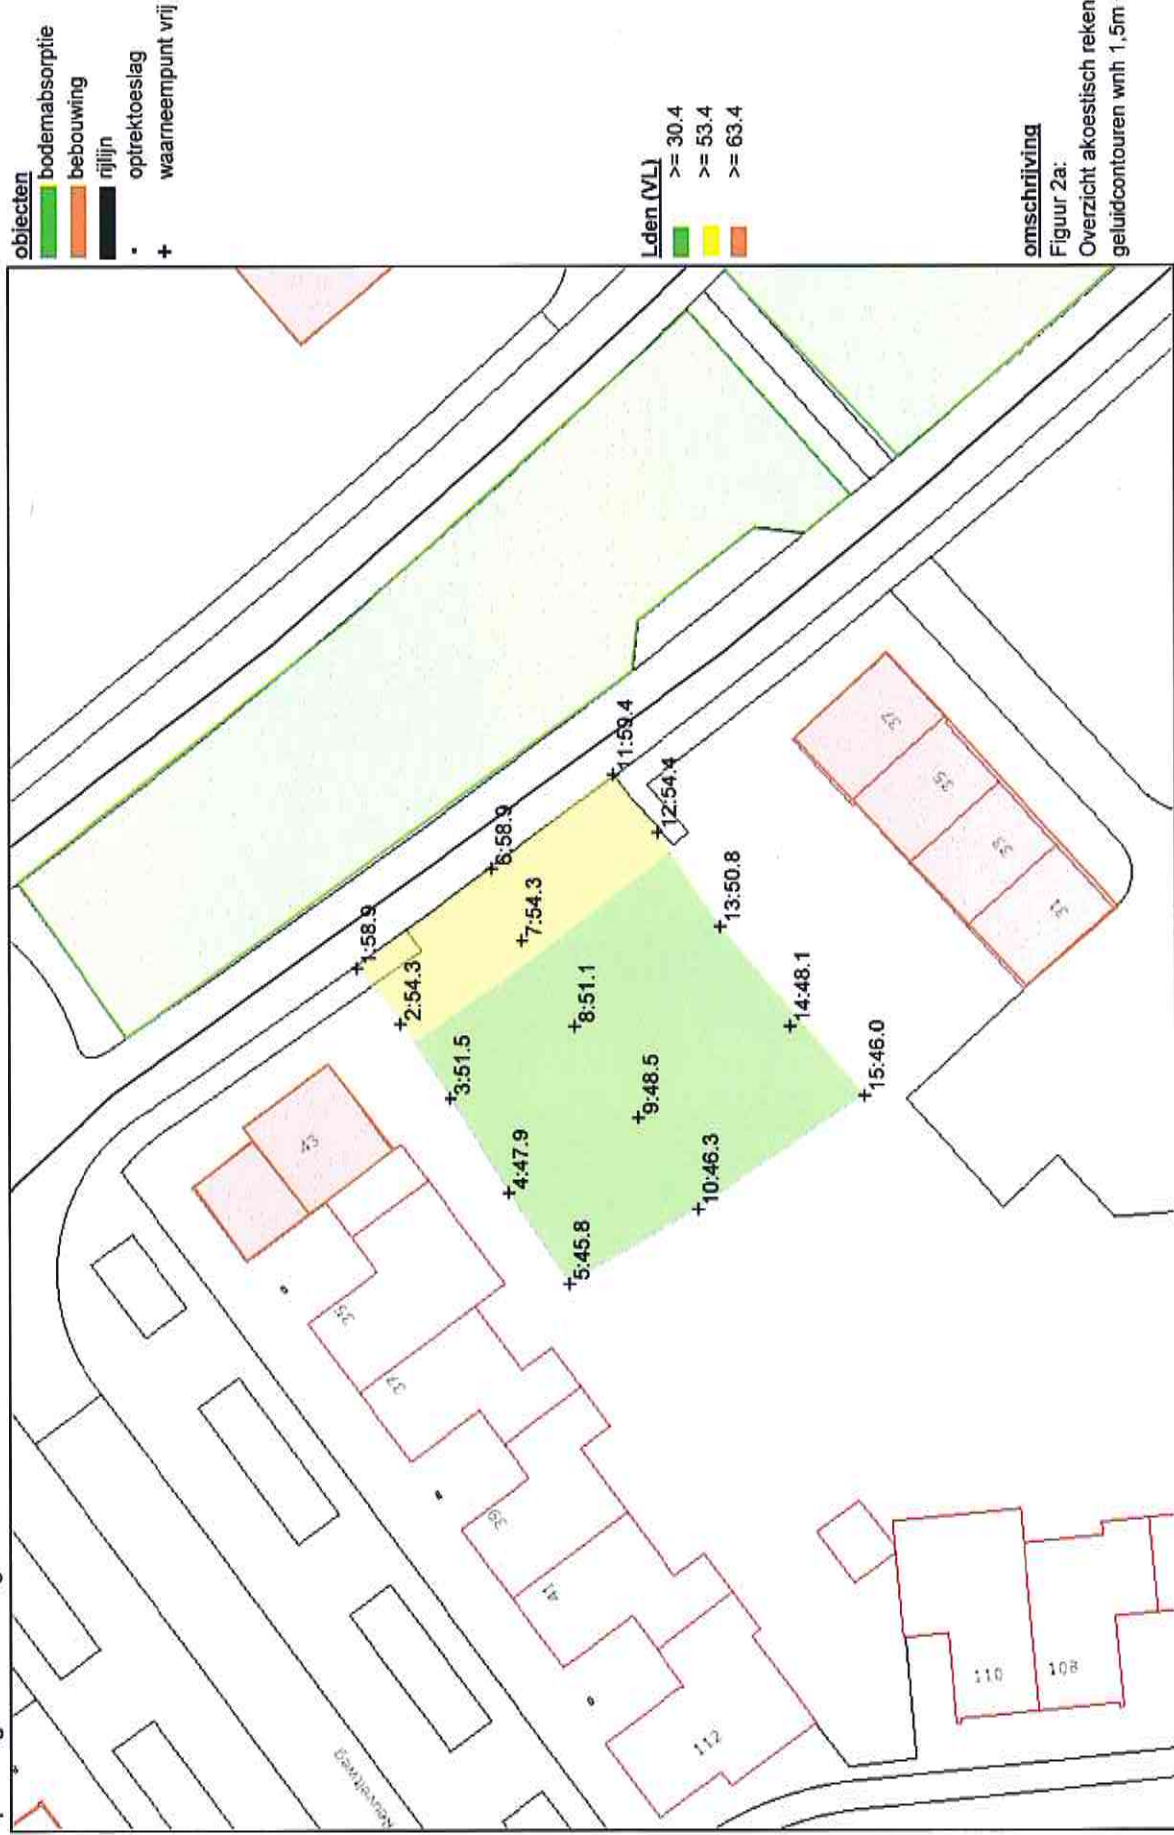 objecten
bodemabsorptie
bebouwing
rijlijn
optrektoeslag
waarneempunt vrij
Lden (VL)
>= 30.4
>= 53.4
>= 63.4
omschrijving
Figuur 2a:
Overzicht akoestisch reken
geluidcontouren wnh 1,5m
1:58.9
2:54.3
3:51.5
4:47.9
5:45.8
6:58.9
7:54.3
8:51.1
9:48.5
10:46.3
11:59.4
12:54.4
13:50.8
14:48.1
15:46.0
43
35
37
39
41
112
110
108
37
35
33
31